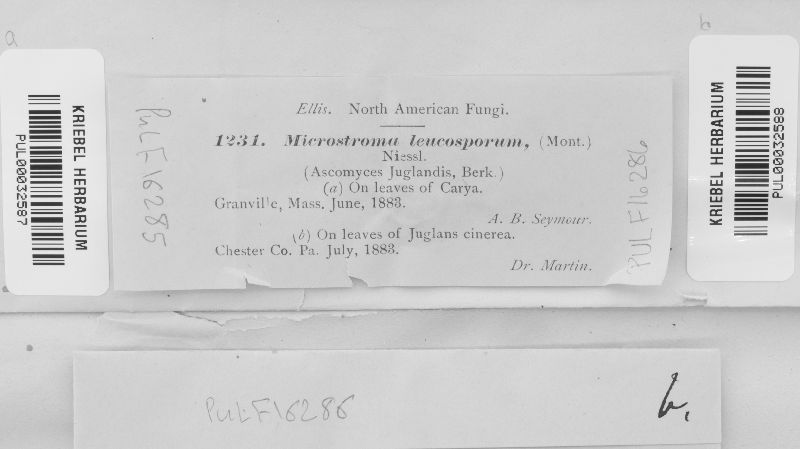 a
b
KRIEBEL HERBARIUM
PUL00032587
PUL F16285
Ellis. North American Fungi.
1231. Microstroma leucosporum, (Mont.)
Niessl.
(Ascomyces Juglandis, Berk.)
(a) On leaves of Carya.
Granville, Mass. June, 1883.
A. B. Seymour.
(b) On leaves of Juglans cinerea.
Chester Co. Pa. July, 1883.
Dr. Martin.
PUL F16286
KRIEBEL HERBARIUM
PUL00032588
PUL F16286
b,